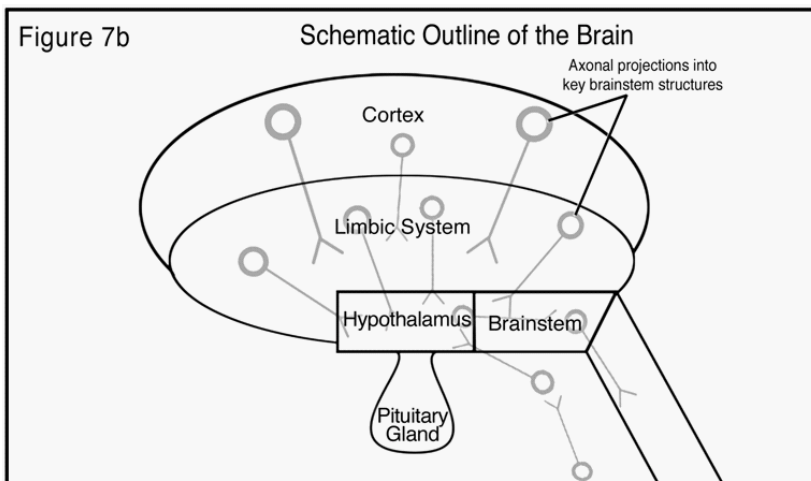 Figure 7b
Schematic Outline of the Brain
Axonal projections into
key brainstem structures
Cortex
Limbic System
Hypothalamus
Brainstem
Pituitary
Gland